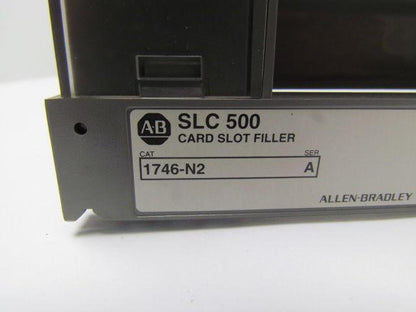 AB SLC 500
CARD SLOT FILLER
CAT SER
1746-N2 A
ALLEN-BRADLEY